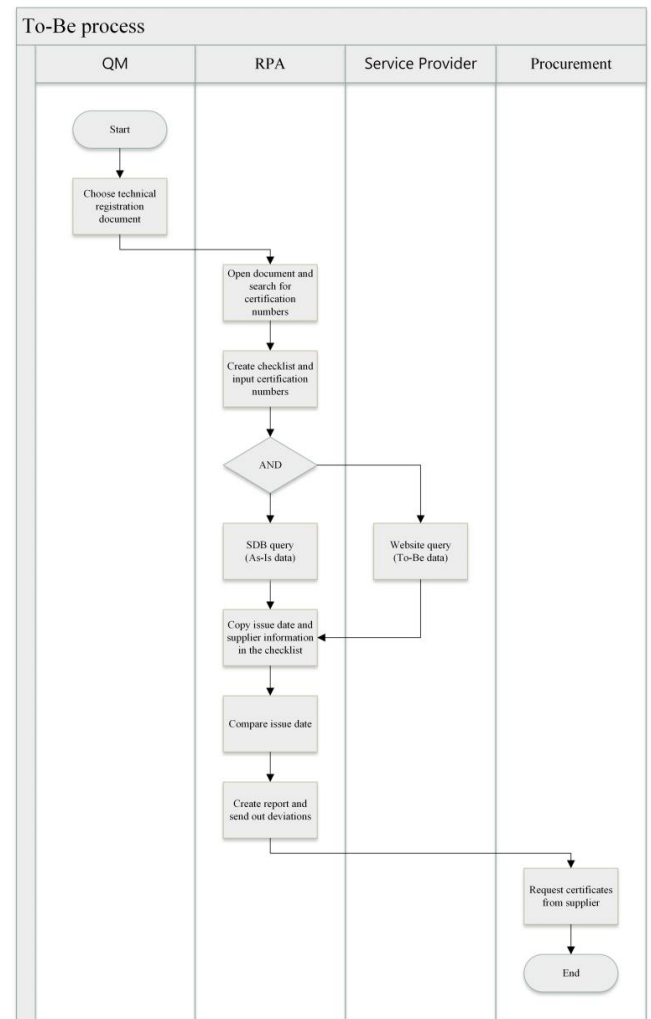 To-Be process
QM
RPA
Service Provider
Procurement
Start
Choose technical
registration
document
Open document and
search for
certification
numbers
Create checklist and
input certification
numbers
AND
SDB query
(As-Is data)
Website query
(To-Be data)
Copy issue date and
supplier information
in the checklist
Compare issue date
Create report and
send out deviations
Request certificates
from supplier
End